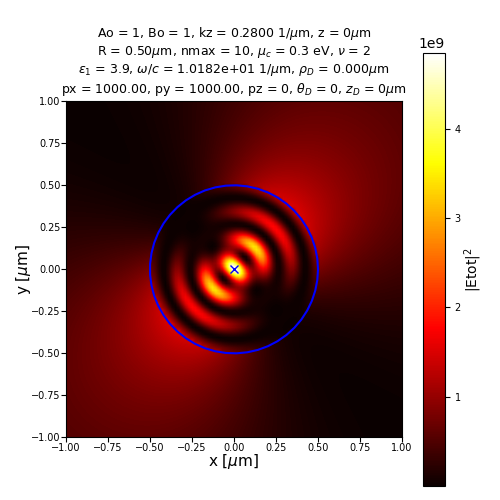 Ao = 1, Bo = 1, kz = 0.2800 1/μm, z = 0μm
R = 0.50μm, nmax = 10, μc = 0.3 eV, ν = 2
ε1 = 3.9, ω/c = 1.0182e+01 1/μm, ρD = 0.000μm
px = 1000.00, py = 1000.00, pz = 0, θD = 0, zD = 0μm
1e9
1.00
0.75
0.50
0.25
0.00
−0.25
−0.50
−0.75
−1.00
y [μm]
−1.00 −0.75 −0.50 −0.25 0.00 0.25 0.50 0.75 1.00
x [μm]
4
3
2
1
|Etot|²